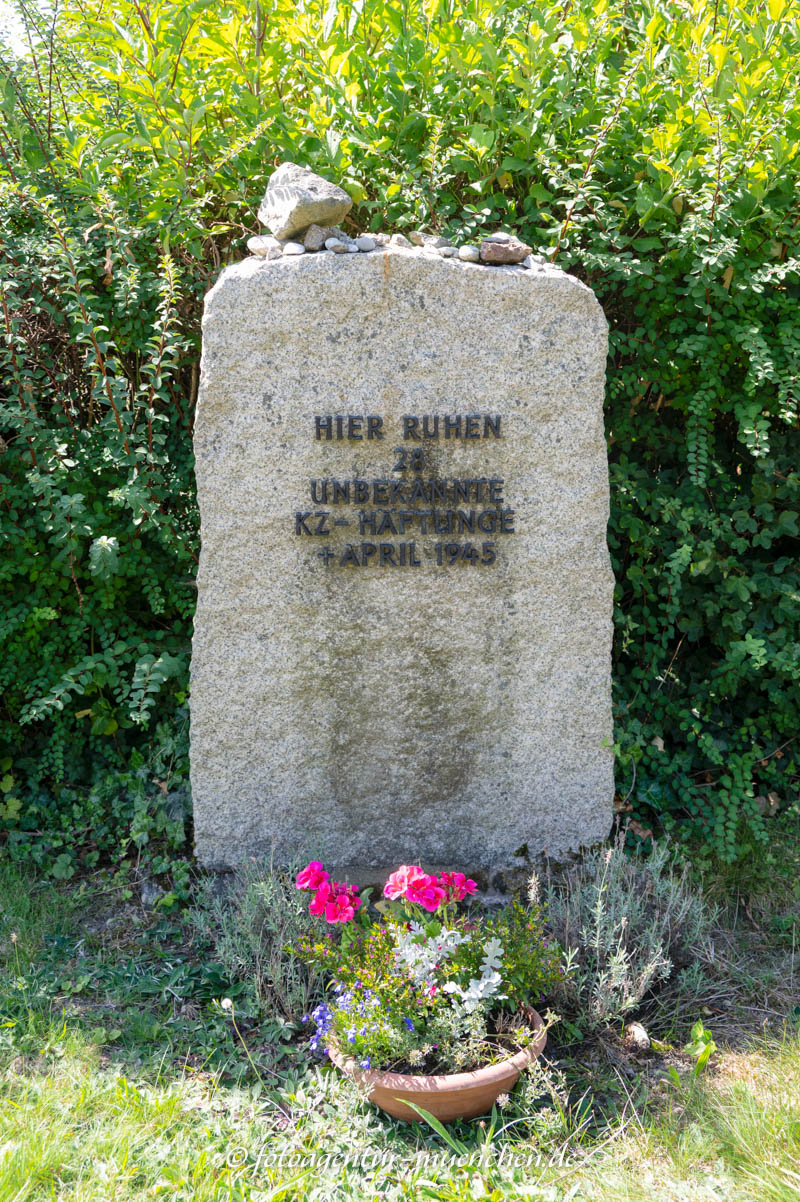 HIER RUHEN
28
UNBEKANNTE
KZ-HÄFTLINGE
+ APRIL 1945
© fotoagentur-muenchen.de